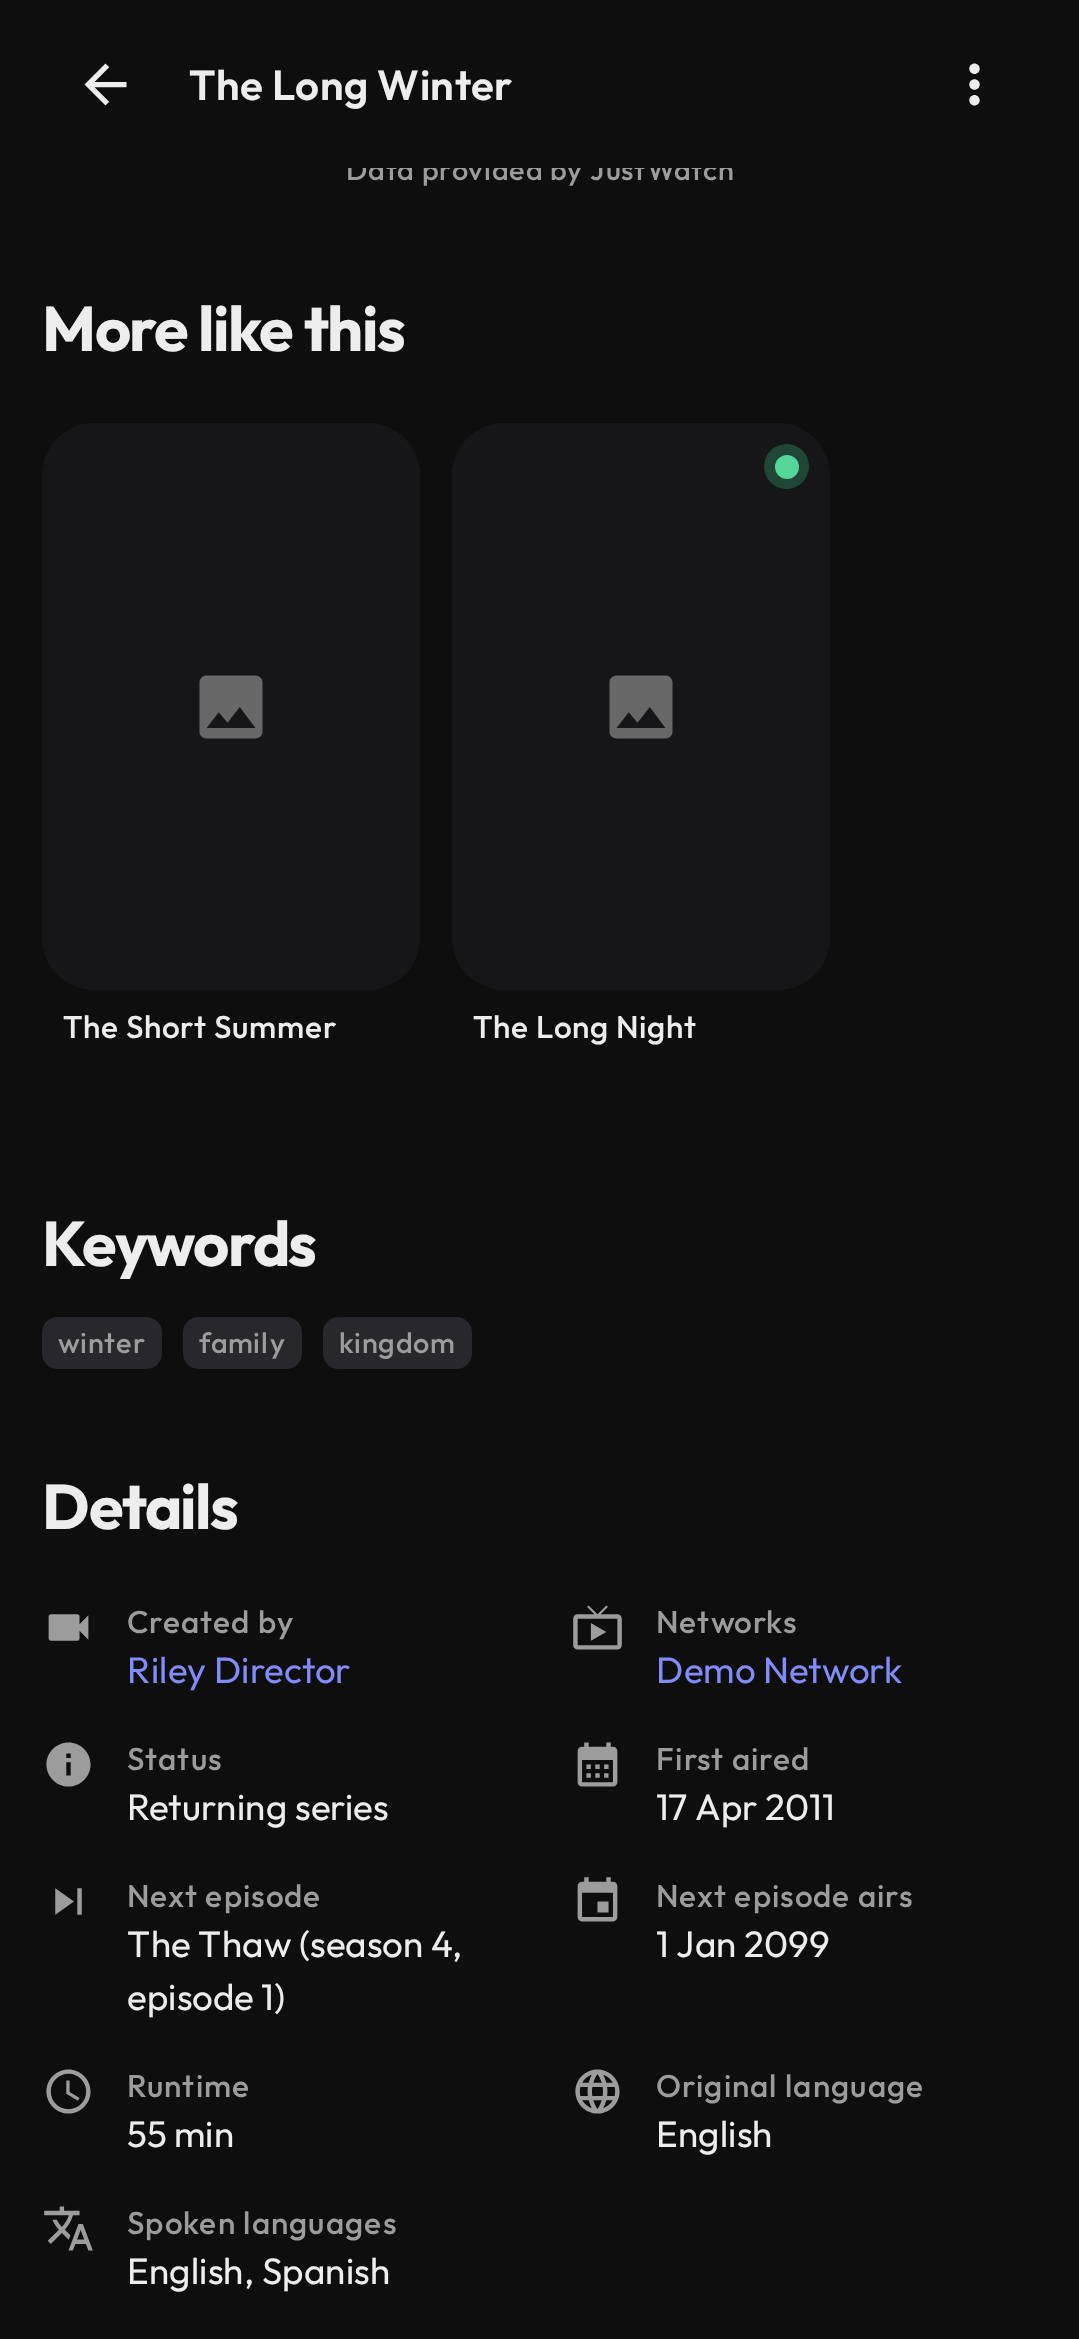 The Long Winter
Data provided by JustWatch
More like this
The Short Summer
The Long Night
Keywords
winter
family
kingdom
Details
Created by
Riley Director
Networks
Demo Network
Status
Returning series
First aired
17 Apr 2011
Next episode
The Thaw (season 4,
episode 1)
Next episode airs
1 Jan 2099
Runtime
55 min
Original language
English
Spoken languages
English, Spanish